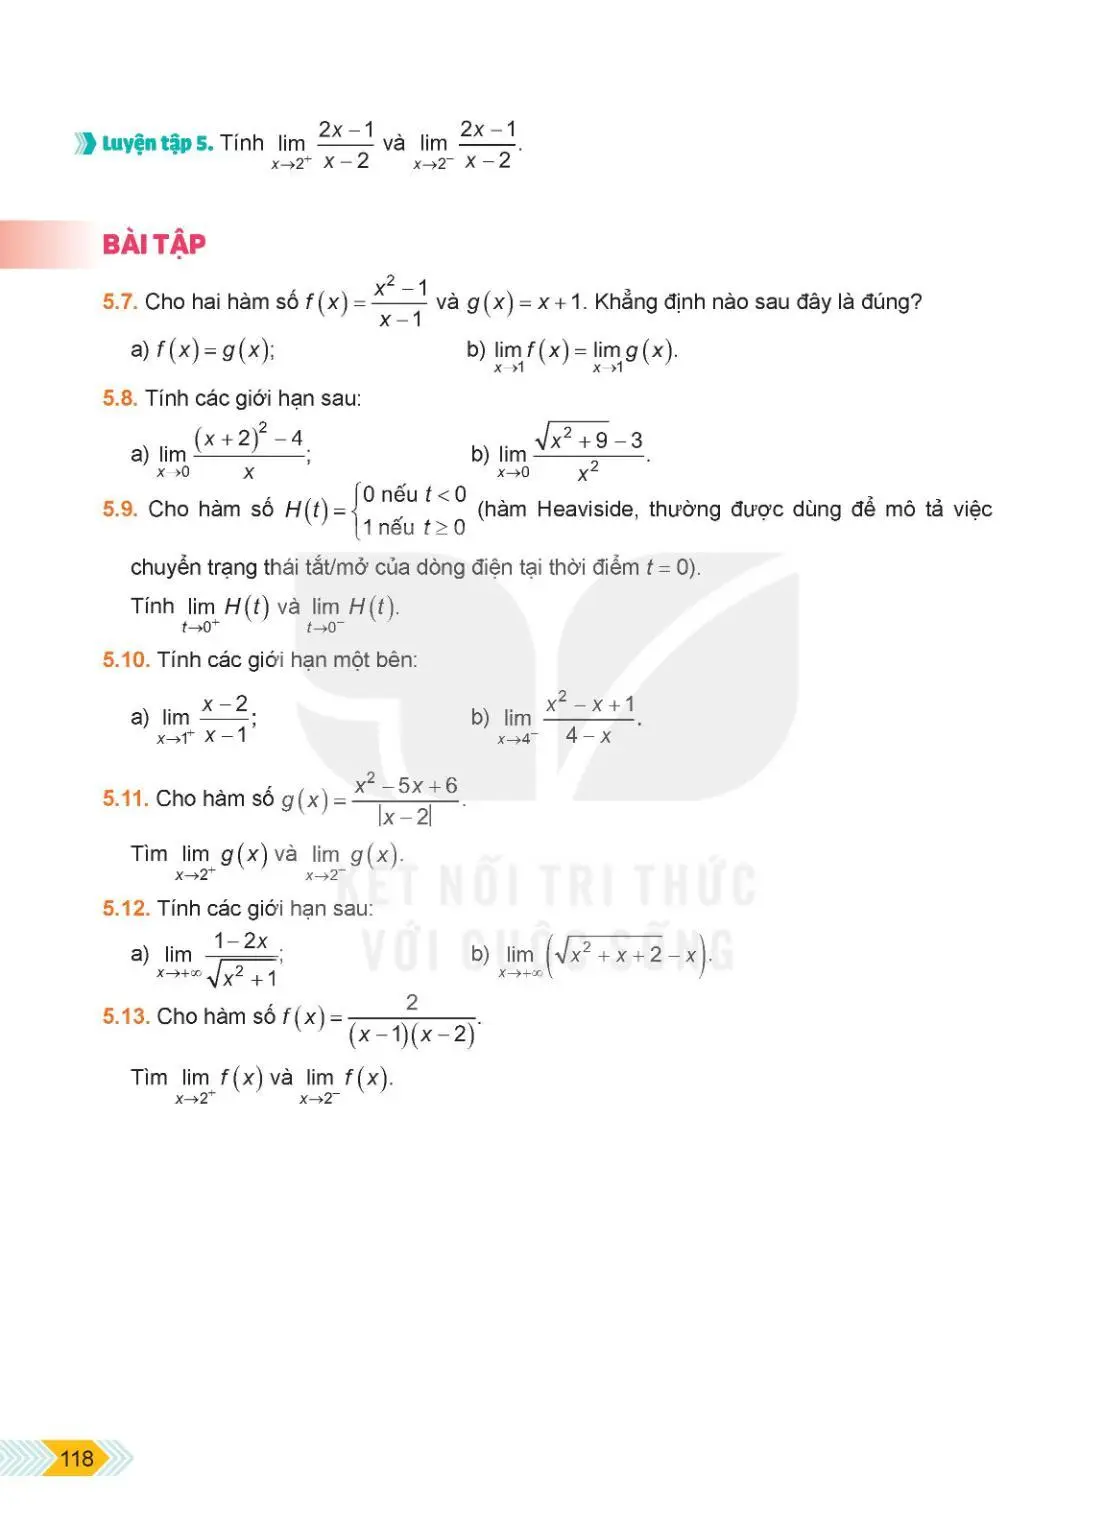 Luyện tập 5. Tính lim_{x→2⁺} (2x − 1)/(x − 2) và lim_{x→2⁻} (2x − 1)/(x − 2).
BÀI TẬP
5.7. Cho hai hàm số f(x) = (x² − 1)/(x − 1) và g(x) = x + 1. Khẳng định nào sau đây là đúng?
a) f(x) = g(x); b) lim_{x→1} f(x) = lim_{x→1} g(x).
5.8. Tính các giới hạn sau:
a) lim_{x→0} ((x + 2)² − 4)/x; b) lim_{x→0} (√(x² + 9) − 3)/x².
5.9. Cho hàm số H(t) = {0 nếu t < 0; 1 nếu t ≥ 0 (hàm Heaviside, thường được dùng để mô tả việc
chuyển trạng thái tắt/mở của dòng điện tại thời điểm t = 0).
Tính lim_{t→0⁺} H(t) và lim_{t→0⁻} H(t).
5.10. Tính các giới hạn một bên:
a) lim_{x→1⁺} (x − 2)/(x − 1); b) lim_{x→4⁻} (x² − x + 1)/(4 − x).
5.11. Cho hàm số g(x) = (x² − 5x + 6)/|x − 2|.
Tìm lim_{x→2⁺} g(x) và lim_{x→2⁻} g(x).
KẾT NỐI TRI THỨC
5.12. Tính các giới hạn sau:
VỚI CUỘC SỐNG
a) lim_{x→+∞} (1 − 2x)/√(x² + 1); b) lim_{x→+∞} (√(x² + x + 2) − x).
5.13. Cho hàm số f(x) = 2/((x − 1)(x − 2)).
Tìm lim_{x→2⁺} f(x) và lim_{x→2⁻} f(x).
118